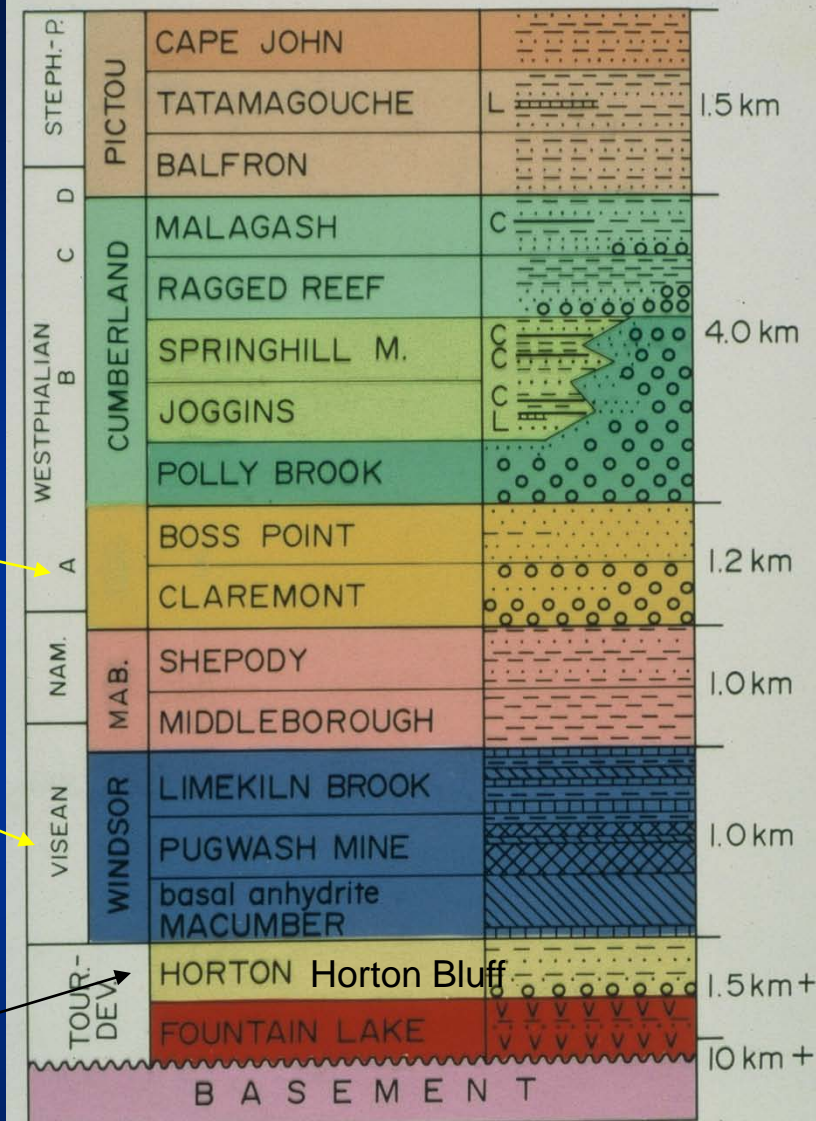 STEPH.-P.
WESTPHALIAN
D
C
B
A
NAM.
VISEAN
TOUR.-
DEV.
PICTOU
CUMBERLAND
MAB.
WINDSOR
CAPE JOHN
TATAMAGOUCHE
BALFRON
MALAGASH
RAGGED REEF
SPRINGHILL M.
JOGGINS
POLLY BROOK
BOSS POINT
CLAREMONT
SHEPODY
MIDDLEBOROUGH
LIMEKILN BROOK
PUGWASH MINE
basal anhydrite
MACUMBER
HORTON Horton Bluff
FOUNTAIN LAKE
BASEMENT
L
C
C
C
C
L
1.5 km
4.0 km
1.2 km
1.0 km
1.0 km
1.5 km+
10 km +